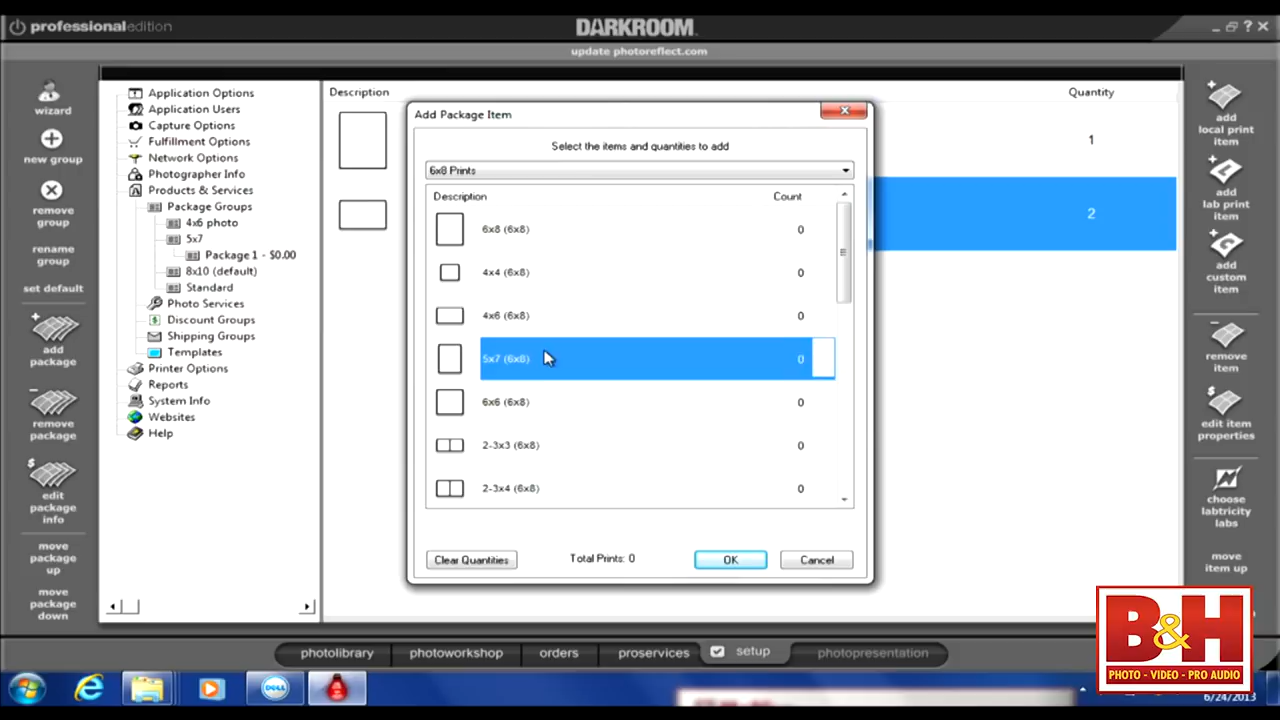 professionaledition
DARKROOM
update photoreflect.com
wizard
new group
remove group
rename group
set default
add package
remove package
edit package info
move package up
move package down
Application Options
Application Users
Capture Options
Fulfillment Options
Network Options
Photographer Info
Products & Services
Package Groups
4x6 photo
5x7
Package 1 - $0.00
8x10 (default)
Standard
Photo Services
Discount Groups
Shipping Groups
Templates
Printer Options
Reports
System Info
Websites
Help
Description
Quantity
1
2
Add Package Item
Select the items and quantities to add
6x8 Prints
Description Count
6x8 (6x8) 0
4x4 (6x8) 0
4x6 (6x8) 0
5x7 (6x8) 0
6x6 (6x8) 0
2-3x3 (6x8) 0
2-3x4 (6x8) 0
Clear Quantities
Total Prints: 0
OK
Cancel
add local print item
add lab print item
add custom item
remove item
edit item properties
choose labtricity labs
move item up
photolibrary
photoworkshop
orders
proservices
setup
photopresentation
DELL
B&H
PHOTO - VIDEO - PRO AUDIO
6/24/2013